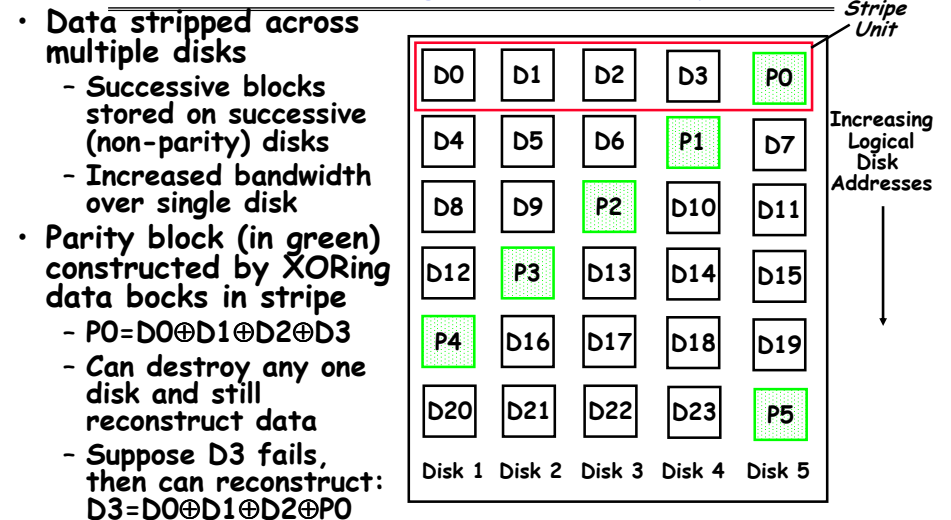 • Data stripped across
multiple disks
– Successive blocks
stored on successive
(non-parity) disks
– Increased bandwidth
over single disk
• Parity block (in green)
constructed by XORing
data bocks in stripe
– P0=D0⊕D1⊕D2⊕D3
– Can destroy any one
disk and still
reconstruct data
– Suppose D3 fails,
then can reconstruct:
D3=D0⊕D1⊕D2⊕P0
Stripe
Unit
D0 D1 D2 D3 P0
D4 D5 D6 P1 D7
D8 D9 P2 D10 D11
D12 P3 D13 D14 D15
P4 D16 D17 D18 D19
D20 D21 D22 D23 P5
Disk 1 Disk 2 Disk 3 Disk 4 Disk 5
Increasing
Logical
Disk
Addresses